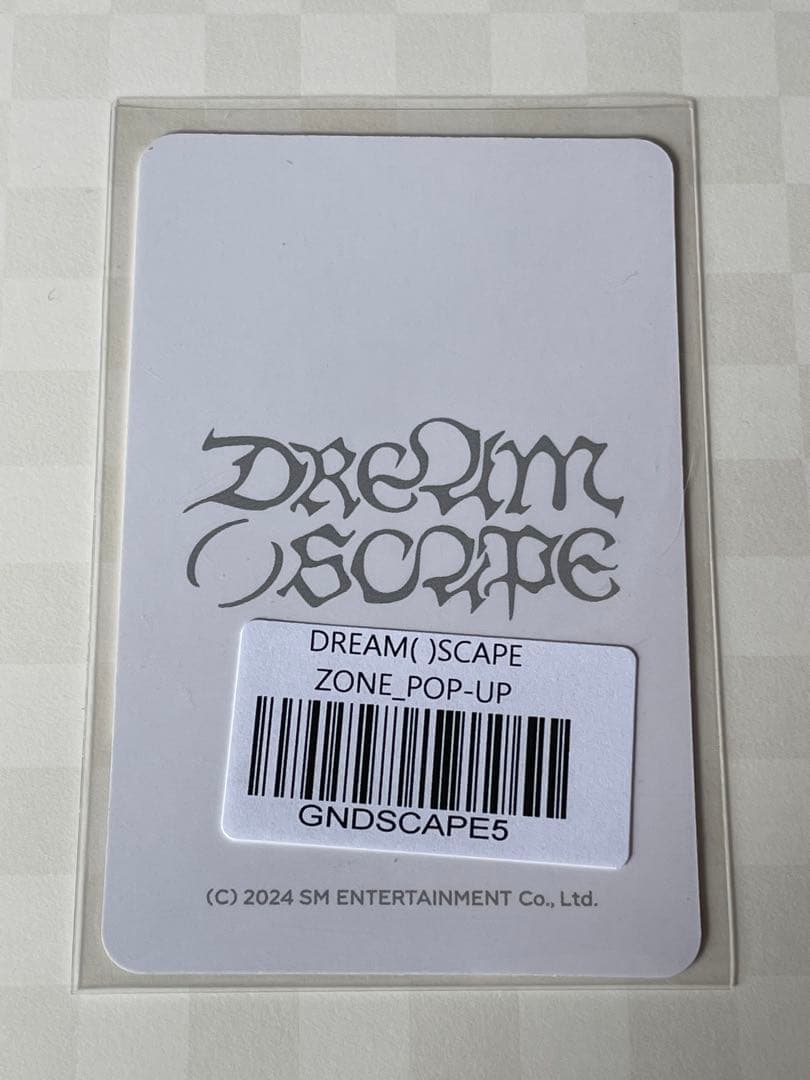 DREAM
( )SCAPE
DREAM( )SCAPE
ZONE_POP-UP
GNDSCAPE5
(C) 2024 SM ENTERTAINMENT Co., Ltd.